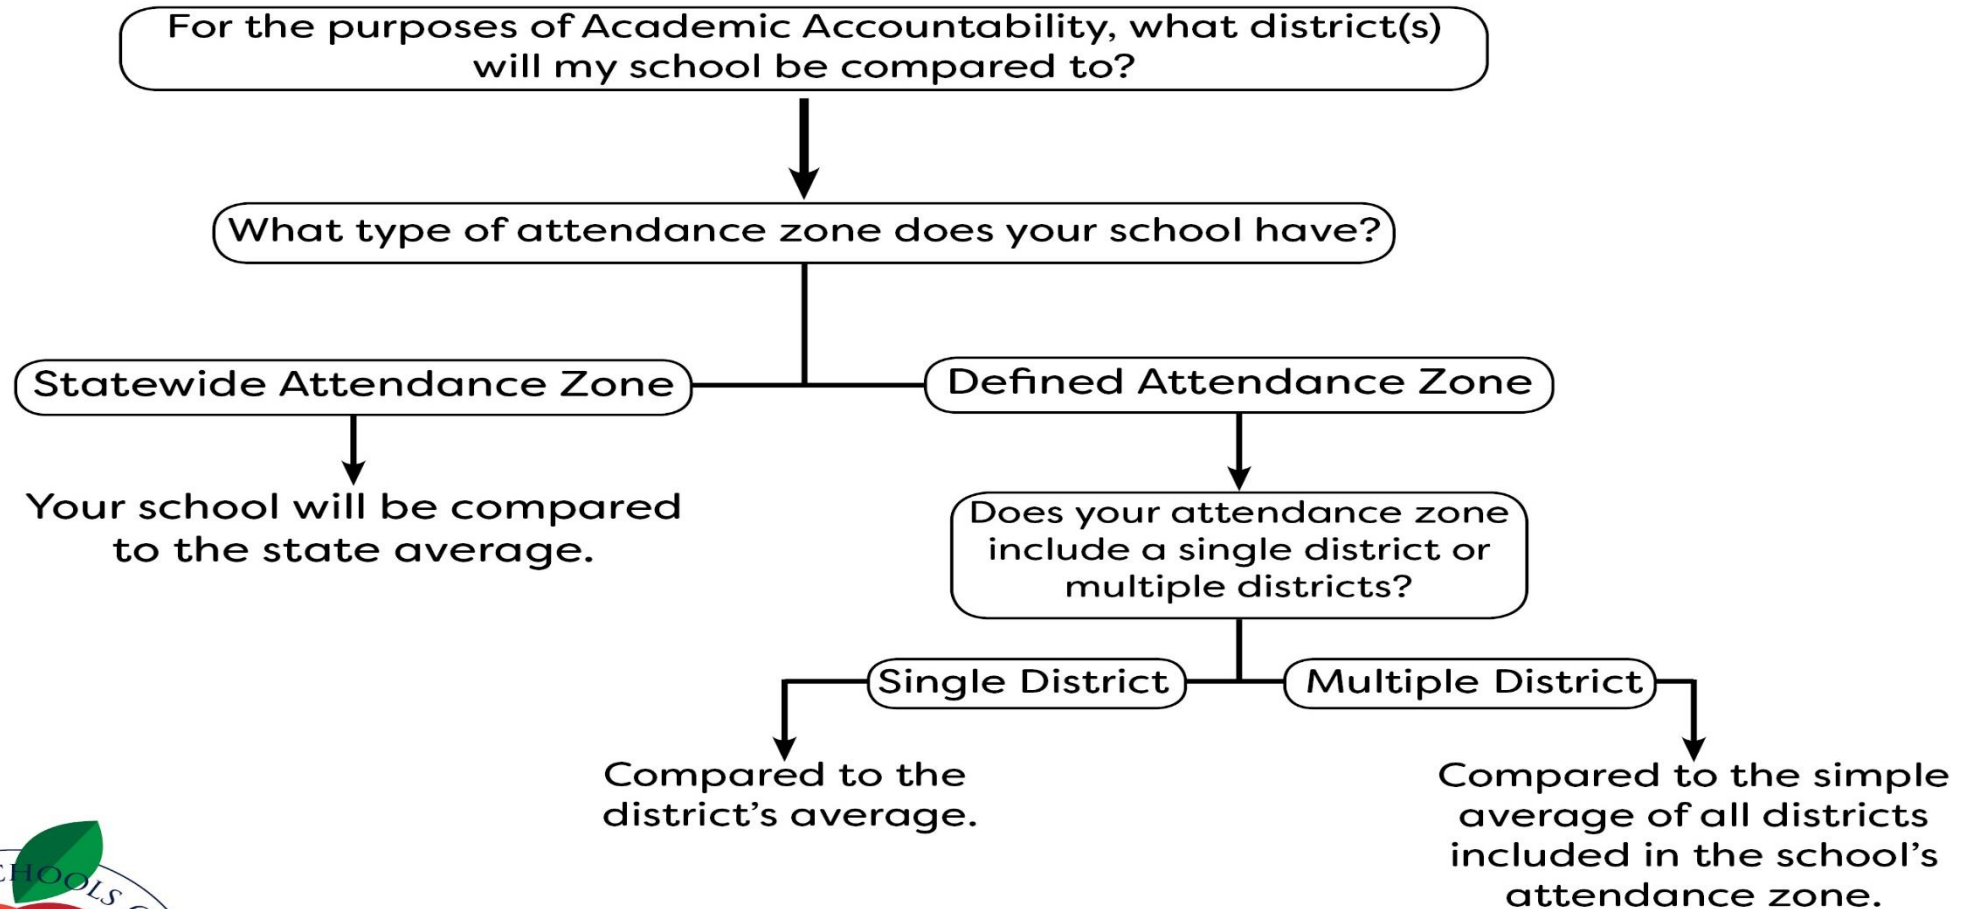 For the purposes of Academic Accountability, what district(s)
will my school be compared to?
What type of attendance zone does your school have?
Statewide Attendance Zone
Defined Attendance Zone
Your school will be compared
to the state average.
Does your attendance zone
include a single district or
multiple districts?
Single District
Multiple District
Compared to the
district’s average.
Compared to the simple
average of all districts
included in the school’s
attendance zone.